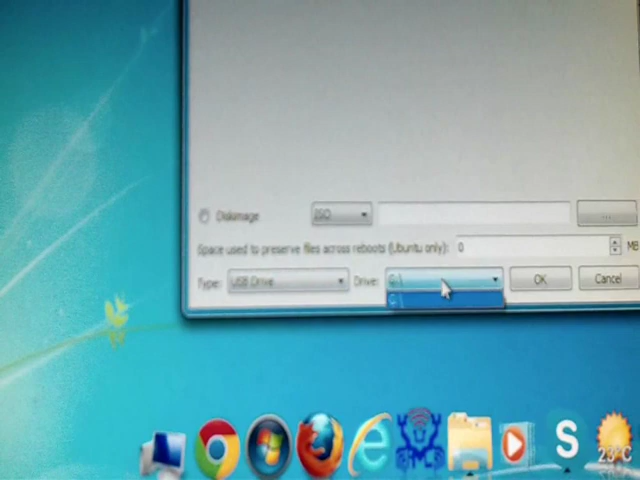 Diskimage ISO ...
Space used to preserve files across reboots (Ubuntu only): 0 MB
Type: USB Drive Drive: OK Cancel
S
23°C